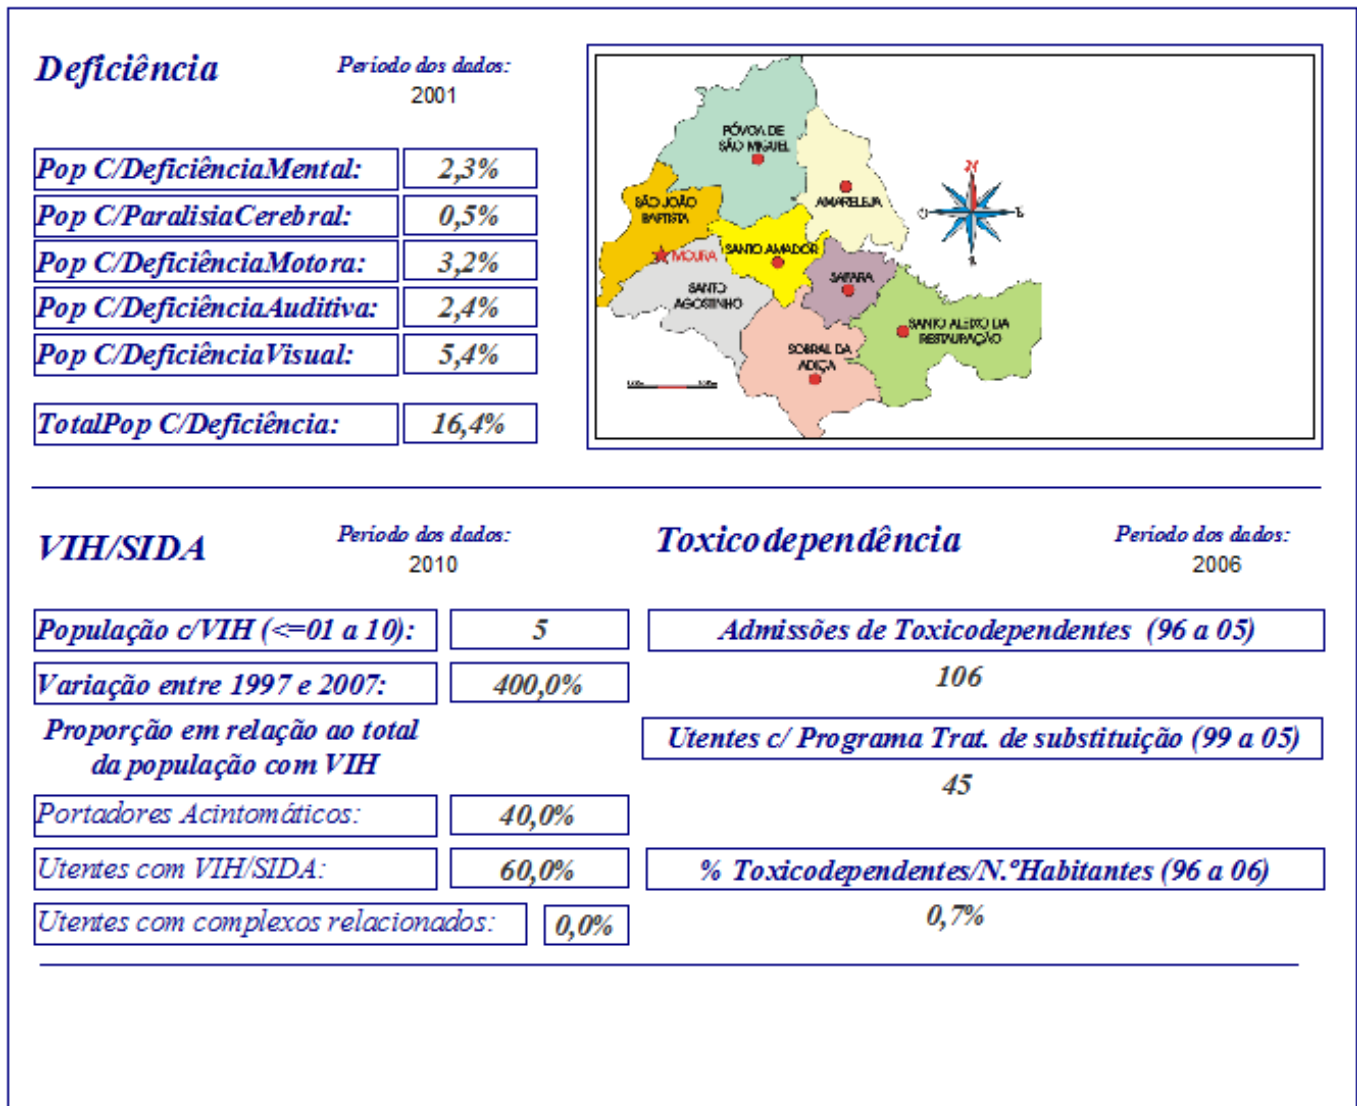 Deficiência
Período dos dados:
2001
Pop C/DeficiênciaMental: 2,3%
Pop C/ParalisiaCerebral: 0,5%
Pop C/DeficiênciaMotora: 3,2%
Pop C/DeficiênciaAuditiva: 2,4%
Pop C/DeficiênciaVisual: 5,4%
TotalPop C/Deficiência: 16,4%
PÓVOA DE
SÃO MIGUEL
AMARELEJA
SÃO JOÃO
BAPTISTA
MOURA
SANTO AMADOR
SAFARA
SANTO
AGOSTINHO
SANTO ALEIXO DA
RESTAURAÇÃO
SOBRAL DA
ADIÇA
N
O
E
VIH/SIDA
Período dos dados:
2010
População c/VIH (<=01 a 10): 5
Variação entre 1997 e 2007: 400,0%
Proporção em relação ao total
da população com VIH
Portadores Acintomáticos: 40,0%
Utentes com VIH/SIDA: 60,0%
Utentes com complexos relacionados: 0,0%
Toxicodependência
Período dos dados:
2006
Admissões de Toxicodependentes (96 a 05)
106
Utentes c/ Programa Trat. de substituição (99 a 05)
45
% Toxicodependentes/N.ºHabitantes (96 a 06)
0,7%